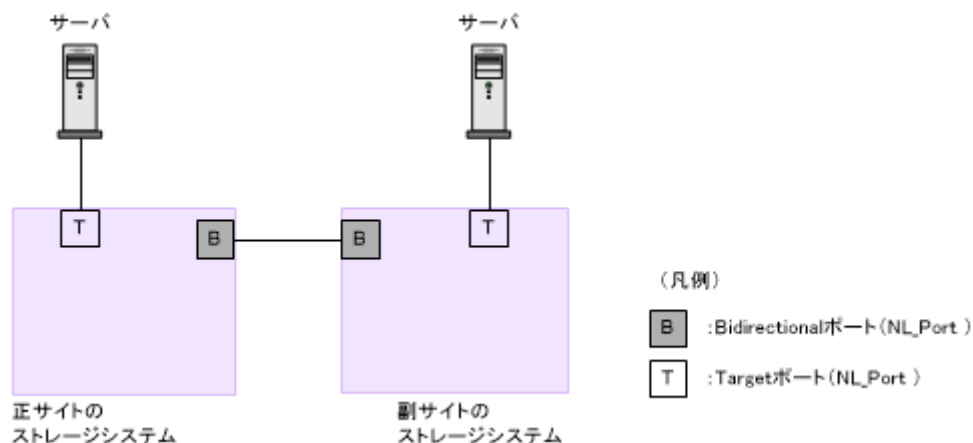 サーバ
サーバ
T
B
B
T
(凡例)
B :Bidirectionalポート(NL_Port )
T :Targetポート(NL_Port )
正サイトの
ストレージシステム
副サイトの
ストレージシステム